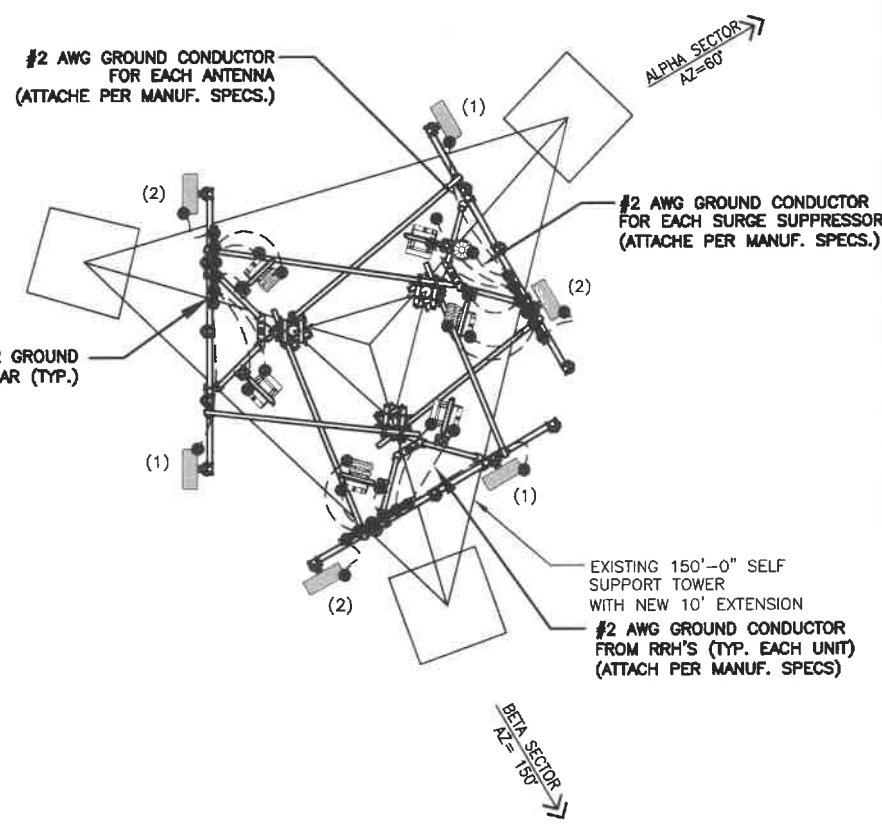 #2 AWG GROUND CONDUCTOR
FOR EACH ANTENNA
(ATTACHE PER MANUF. SPECS.)
ALPHA SECTOR
AZ=60°
(1)
(2)
#2 AWG GROUND CONDUCTOR
FOR EACH SURGE SUPPRESSOR
(ATTACHE PER MANUF. SPECS.)
(2)
GROUND
(TYP.)
(1)
(1)
(2)
EXISTING 150'-0" SELF
SUPPORT TOWER
WITH NEW 10' EXTENSION
#2 AWG GROUND CONDUCTOR
FROM RRH'S (TYP. EACH UNIT)
(ATTACH PER MANUF. SPECS)
BETA SECTOR
AZ= 150°